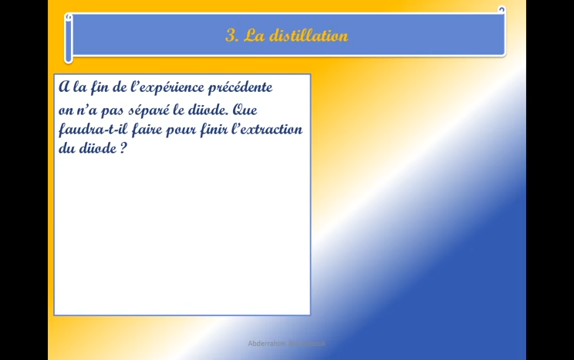 3. La distillation
A la fin de l'expérience précédente
on n'a pas séparé le diiode. Que
faudra-t-il faire pour finir l'extraction
du diiode ?